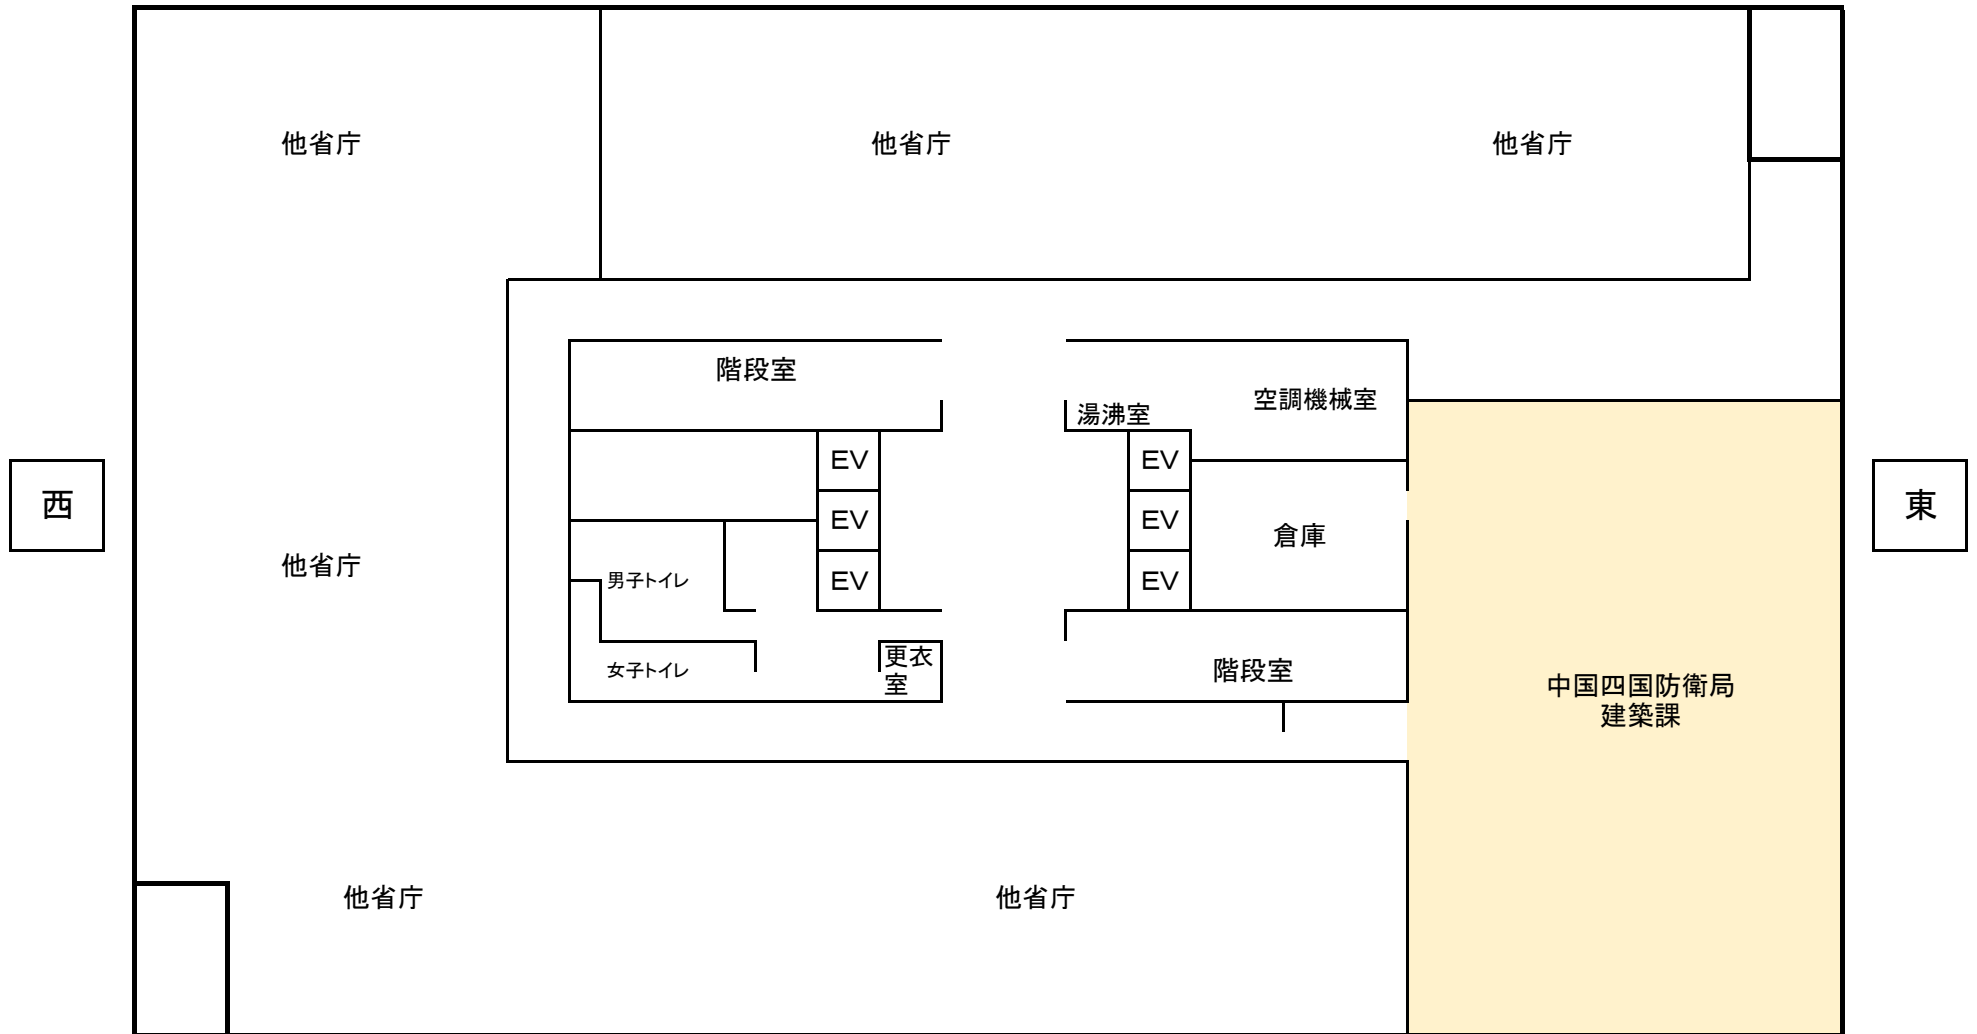 他省庁
他省庁
他省庁
階段室
空調機械室
湯沸室
EV
EV
西
東
EV
EV
倉庫
他省庁
男子トイレ
EV
EV
更衣
室
女子トイレ
階段室
中国四国防衛局
建築課
他省庁
他省庁